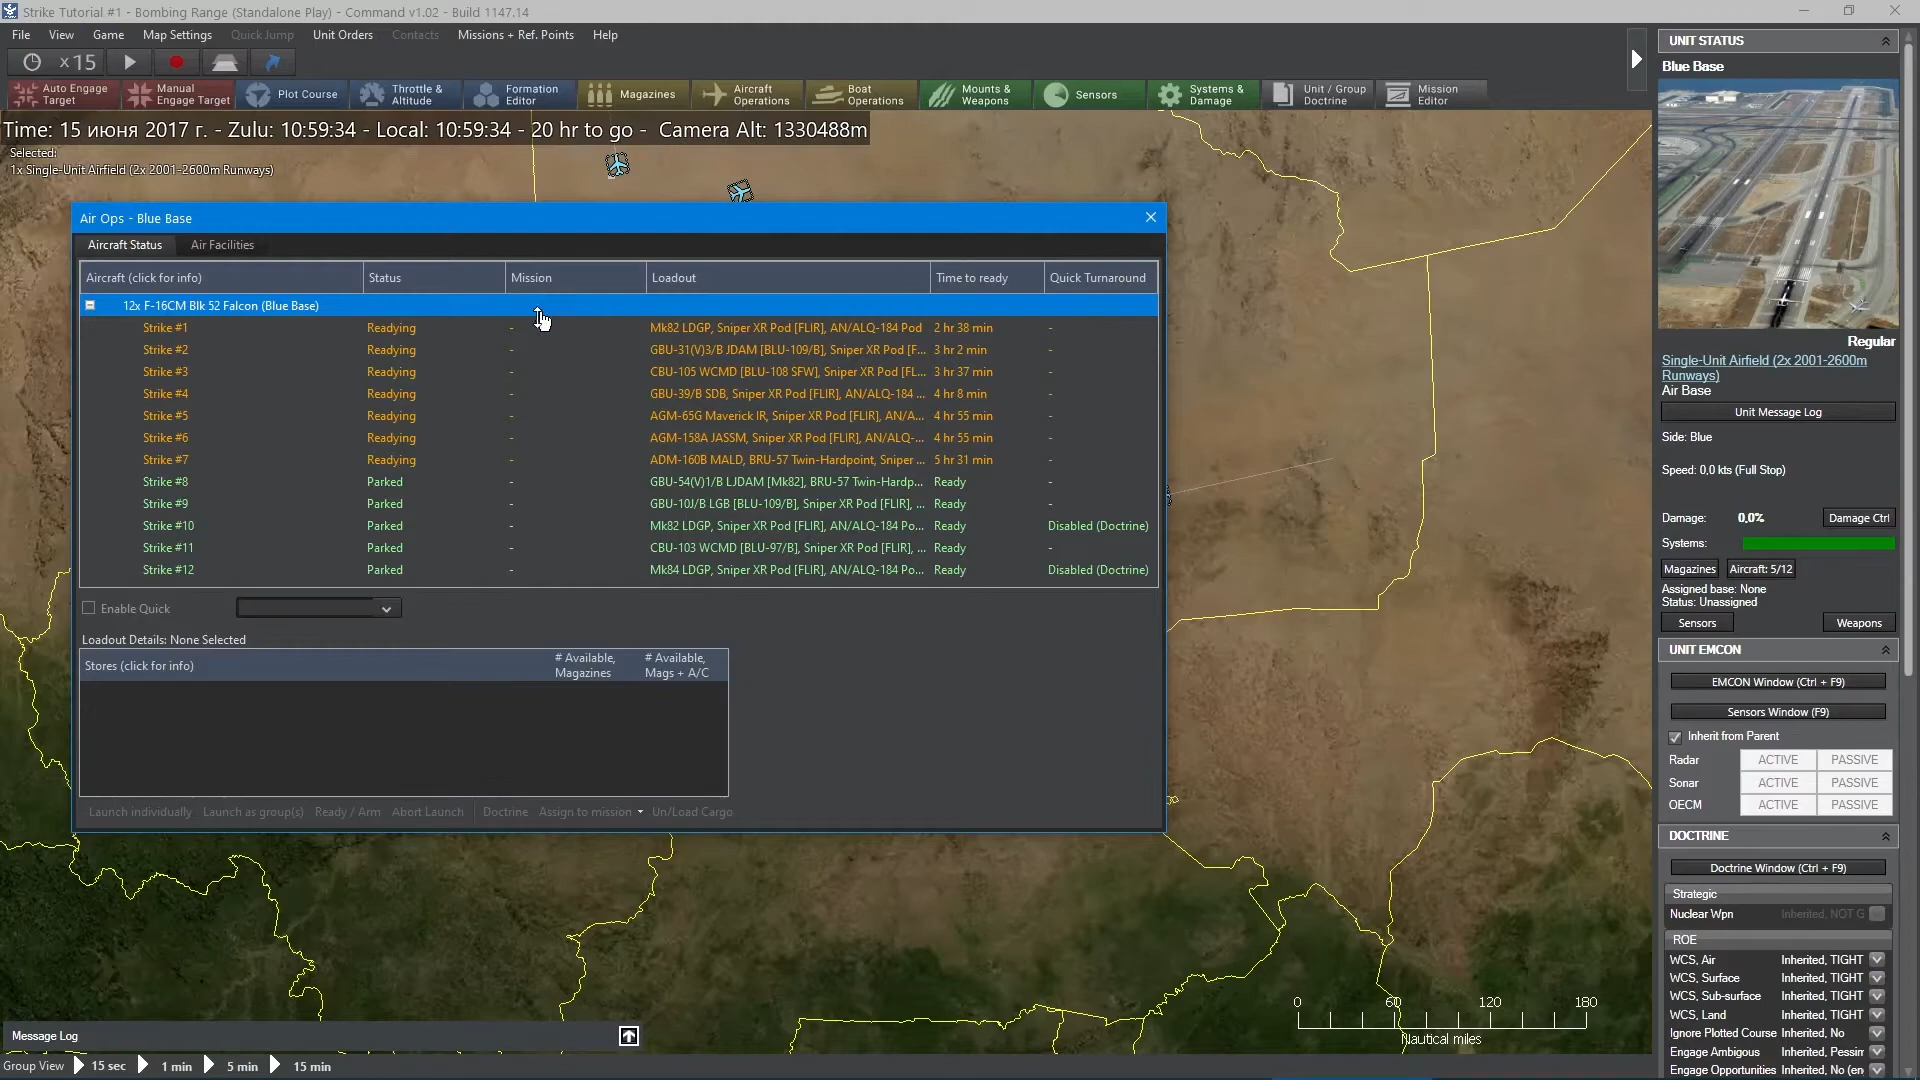 Strike Tutorial #1 - Bombing Range (Standalone Play) - Command v1.02 - Build 1147.14
File View Game Map Settings Quick Jump Unit Orders Contacts Missions + Ref. Points Help
x15
Auto Engage Target
Manual Engage Target
Plot Course
Throttle & Altitude
Formation Editor
Magazines
Aircraft Operations
Boat Operations
Mounts & Weapons
Sensors
Systems & Damage
Unit / Group Doctrine
Mission Editor
Time: 15 июня 2017 г. - Zulu: 10:59:34 - Local: 10:59:34 - 20 hr to go - Camera Alt: 1330488m
Selected:
1x Single-Unit Airfield (2x 2001-2600m Runways)
Air Ops - Blue Base
Aircraft Status Air Facilities
Aircraft (click for info) Status Mission Loadout Time to ready Quick Turnaround
12x F-16CM Blk 52 Falcon (Blue Base)
Strike #1 Readying - Mk82 LDGP, Sniper XR Pod [FLIR], AN/ALQ-184 Pod 2 hr 38 min -
Strike #2 Readying - GBU-31(V)3/B JDAM [BLU-109/B], Sniper XR Pod [F... 3 hr 2 min -
Strike #3 Readying - CBU-105 WCMD [BLU-108 SFW], Sniper XR Pod [FL... 3 hr 37 min -
Strike #4 Readying - GBU-39/B SDB, Sniper XR Pod [FLIR], AN/ALQ-184 ... 4 hr 8 min -
Strike #5 Readying - AGM-65G Maverick IR, Sniper XR Pod [FLIR], AN/A... 4 hr 55 min -
Strike #6 Readying - AGM-158A JASSM, Sniper XR Pod [FLIR], AN/ALQ-... 4 hr 55 min -
Strike #7 Readying - ADM-160B MALD, BRU-57 Twin-Hardpoint, Sniper ... 5 hr 31 min -
Strike #8 Parked - GBU-54(V)1/B LJDAM [Mk82], BRU-57 Twin-Hardp... Ready -
Strike #9 Parked - GBU-10J/B LGB [BLU-109/B], Sniper XR Pod [FLIR], ... Ready -
Strike #10 Parked - Mk82 LDGP, Sniper XR Pod [FLIR], AN/ALQ-184 Po... Ready Disabled (Doctrine)
Strike #11 Parked - CBU-103 WCMD [BLU-97/B], Sniper XR Pod [FLIR], ... Ready -
Strike #12 Parked - Mk84 LDGP, Sniper XR Pod [FLIR], AN/ALQ-184 Po... Ready Disabled (Doctrine)
Enable Quick
Loadout Details: None Selected
Stores (click for info) # Available, Magazines # Available, Mags + A/C
Launch individually Launch as group(s) Ready / Arm Abort Launch Doctrine Assign to mission Un/Load Cargo
0 60 120 180
Nautical miles
Message Log
Group View 15 sec 1 min 5 min 15 min
UNIT STATUS
Blue Base
Regular
Single-Unit Airfield (2x 2001-2600m
Runways)
Air Base
Unit Message Log
Side: Blue
Speed: 0,0 kts (Full Stop)
Damage: 0,0% Damage Ctrl
Systems:
Magazines Aircraft: 5/12
Assigned base: None
Status: Unassigned
Sensors Weapons
UNIT EMCON
EMCON Window (Ctrl + F9)
Sensors Window (F9)
Inherit from Parent
Radar ACTIVE PASSIVE
Sonar ACTIVE PASSIVE
OECM ACTIVE PASSIVE
DOCTRINE
Doctrine Window (Ctrl + F9)
Strategic
Nuclear Wpn Inherited, NOT G
ROE
WCS, Air Inherited, TIGHT
WCS, Surface Inherited, TIGHT
WCS, Sub-surface Inherited, TIGHT
WCS, Land Inherited, TIGHT
Ignore Plotted Course Inherited, No
Engage Ambiguous Inherited, Pessim
Engage Opportunities Inherited, No (en